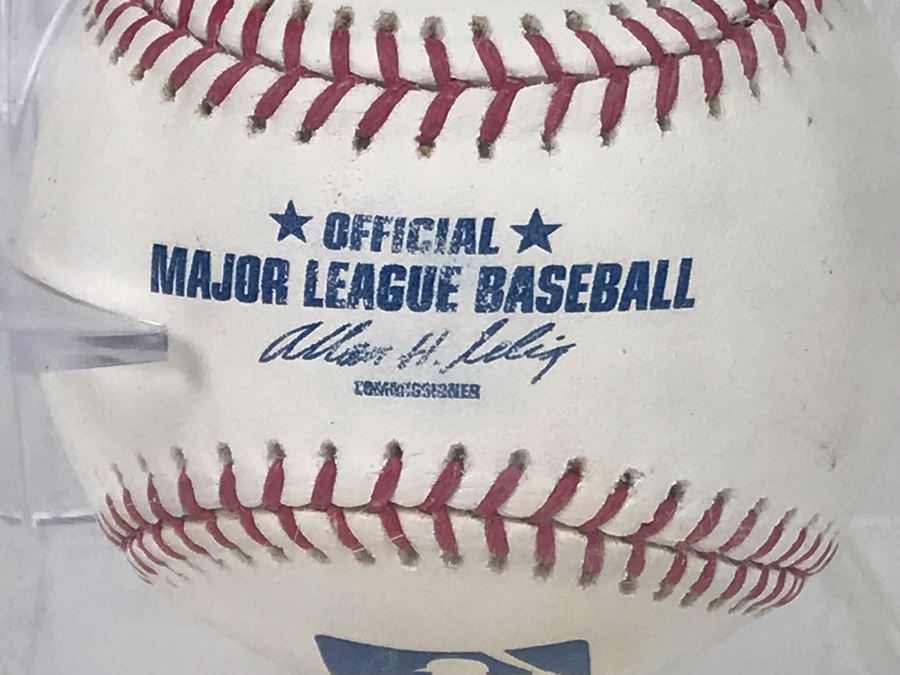 ★ OFFICIAL ★
MAJOR LEAGUE BASEBALL
Allan H. Selig
COMMISSIONER